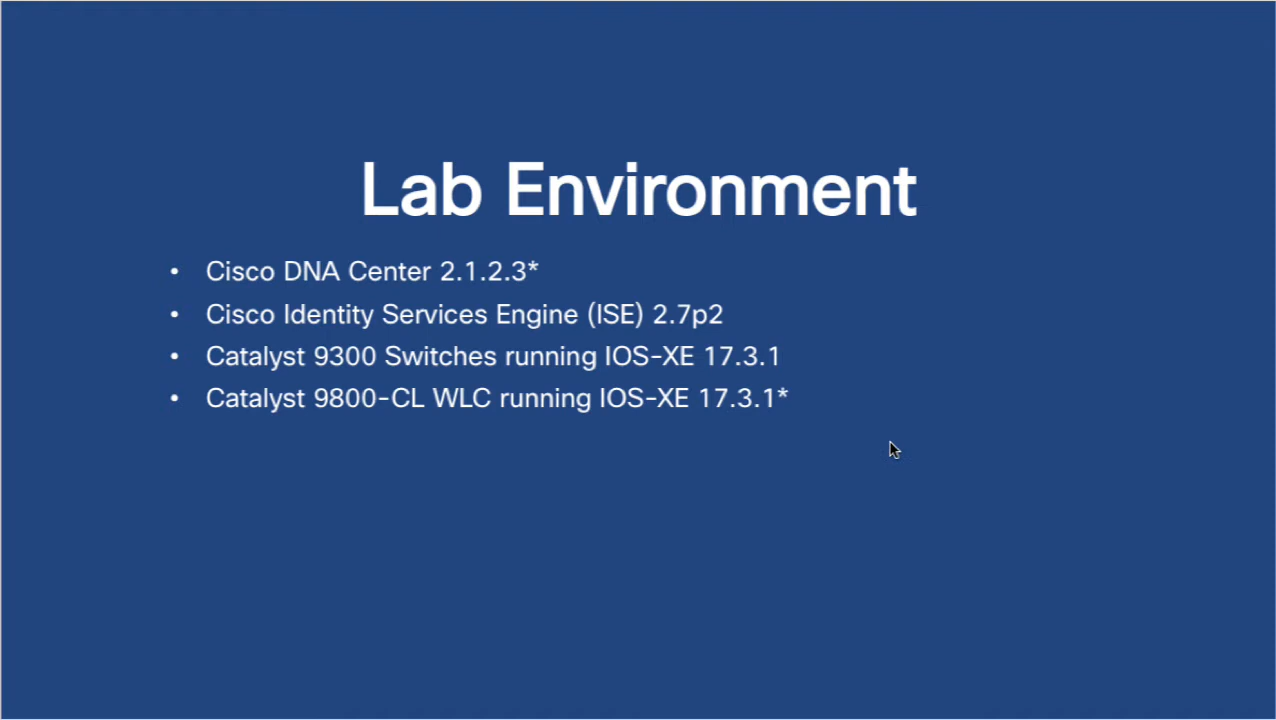 Lab Environment
• Cisco DNA Center 2.1.2.3*
• Cisco Identity Services Engine (ISE) 2.7p2
• Catalyst 9300 Switches running IOS-XE 17.3.1
• Catalyst 9800-CL WLC running IOS-XE 17.3.1*